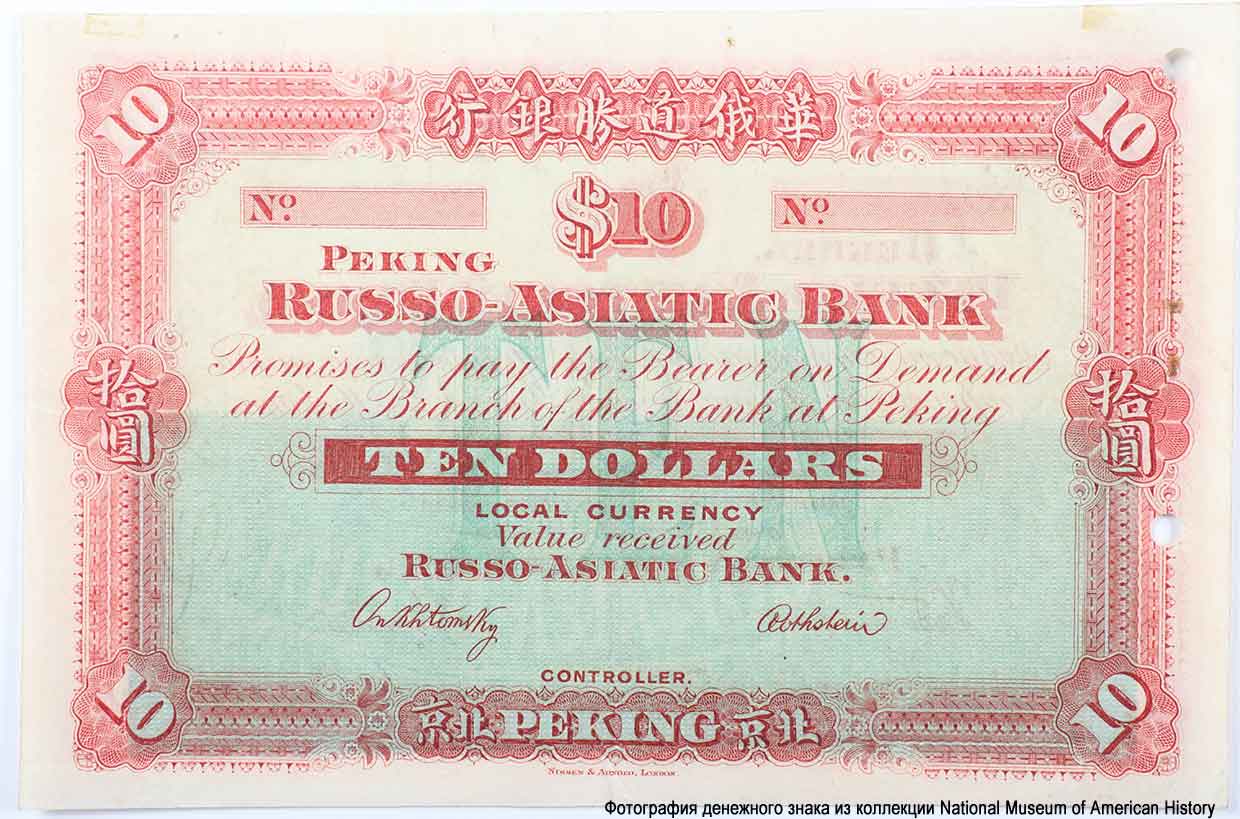 華俄道勝銀行
10
10
Nº
$10
Nº
PEKING
RUSSO-ASIATIC BANK
TEN
Promises to pay the Bearer on Demand
at the Branch of the Bank at Peking
拾圓
拾圓
TEN DOLLARS
LOCAL CURRENCY
Value received
RUSSO-ASIATIC BANK.
Rothstein
CONTROLLER.
10
北京 PEKING 北京
10
LONDON
Фотография денежного знака из коллекции National Museum of American History